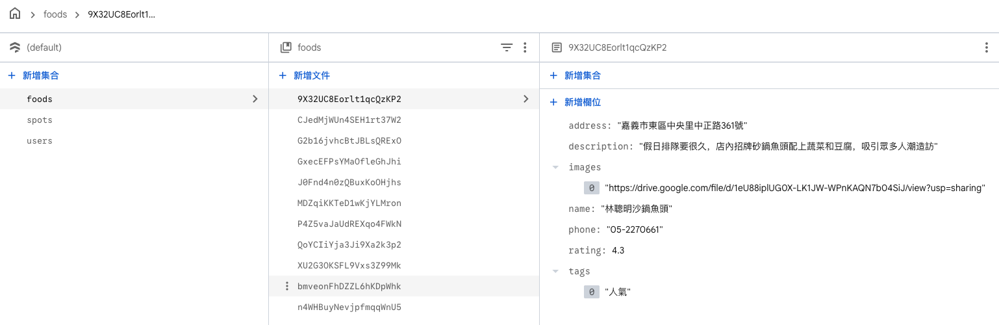 foods
9X32UC8Eorlt1...
(default)
新增集合
foods
spots
users
foods
新增文件
9X32UC8Eorlt1qcQzKP2
CJedMjWUn4SEH1rt37W2
G2b16jvhcBtJBLsQRExO
GxecEFPsYMaOfleGhJhi
J0Fnd4n0zQBuxKoOHjhs
MDZqiKKTeD1wKjYLMron
P4Z5vaJaUdREXqo4FWkN
QoYCIiYja3Ji9Xa2k3p2
XU2G3OKSFL9Vxs3Z99Mk
bmveonFhDZZL6hKDpWhk
n4WHBuyNevjpfmqqWnU5
9X32UC8Eorlt1qcQzKP2
新增集合
新增欄位
address: "嘉義市東區中央里中正路361號"
description: "假日排隊要很久，店內招牌砂鍋魚頭配上蔬菜和豆腐，吸引眾多人潮造訪"
images
0 "https://drive.google.com/file/d/1eU88iplUG0X-LK1JW-WPnKAQN7b04SiJ/view?usp=sharing"
name: "林聰明沙鍋魚頭"
phone: "05-2270661"
rating: 4.3
tags
0 "人氣"